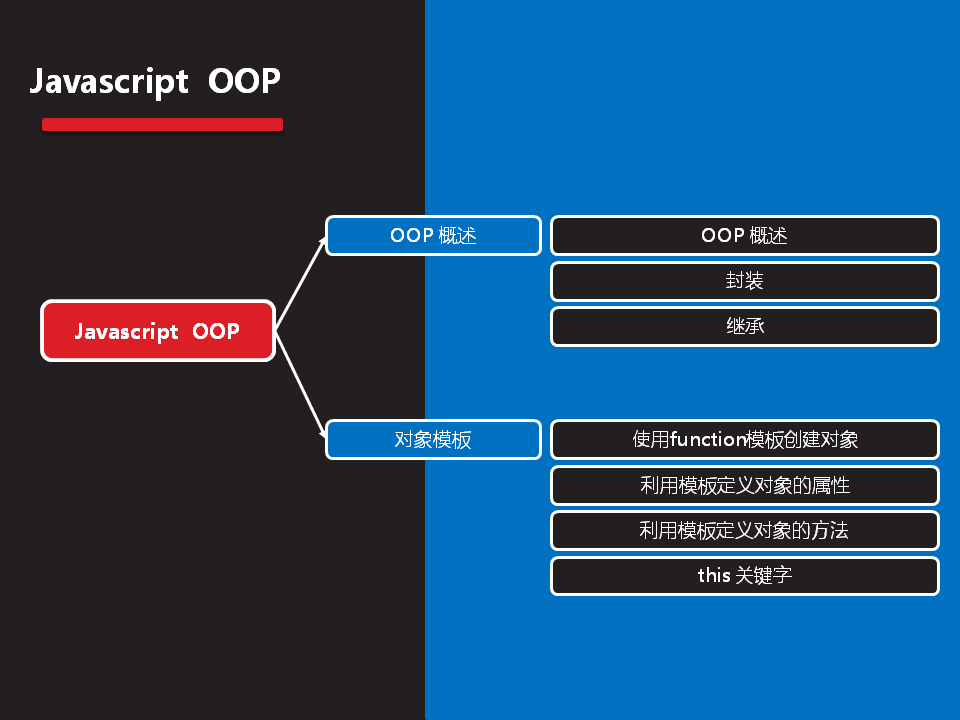 Javascript OOP
Javascript OOP
OOP 概述
OOP 概述
封装
继承
对象模板
使用function模板创建对象
利用模板定义对象的属性
利用模板定义对象的方法
this 关键字